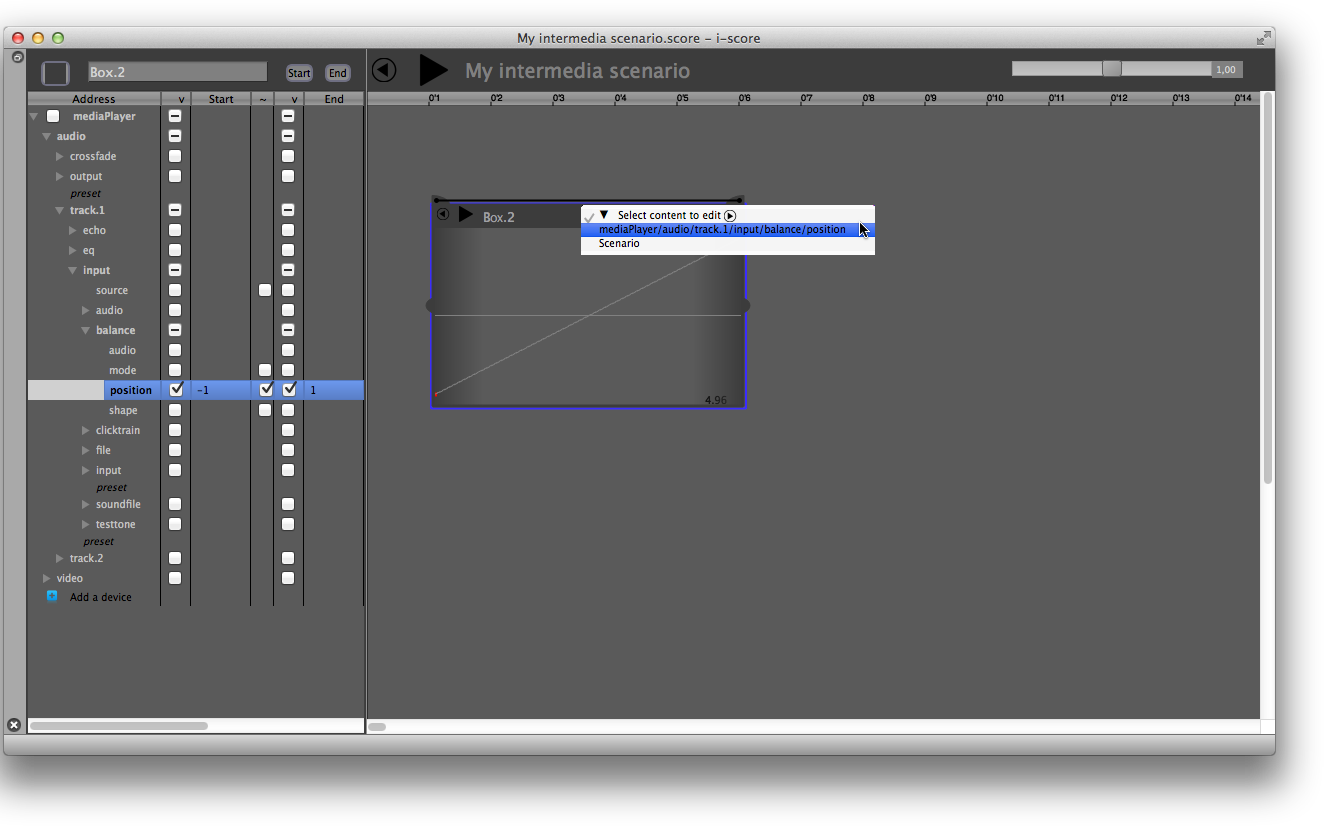 My intermedia scenario.score – i-score
Box.2
Start
End
My intermedia scenario
1,00
Address v Start ~ v End
0'1 0'2 0'3 0'4 0'5 0'6 0'7 0'8 0'9 0'10 0'11 0'12 0'13 0'14
mediaPlayer
audio
crossfade
output
preset
track.1
echo
eq
input
source
audio
balance
audio
mode
position -1 1
shape
clicktrain
file
input
preset
soundfile
testtone
preset
track.2
video
Add a device
Box.2
Select content to edit
mediaPlayer/audio/track.1/input/balance/position
Scenario
4.96